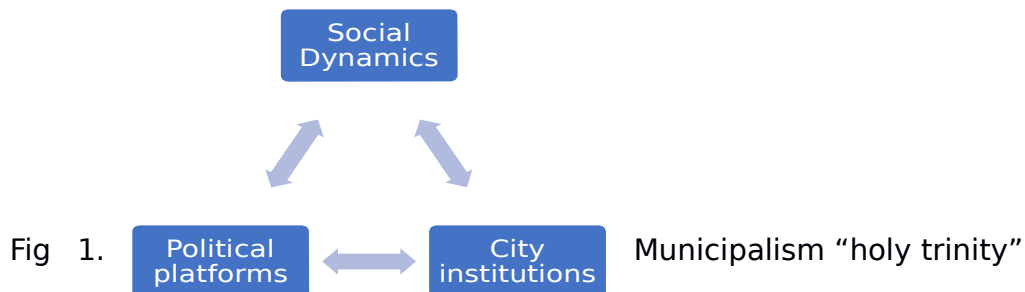 Social
Dynamics
Fig 1.
Political
platforms
City
institutions
Municipalism “holy trinity”